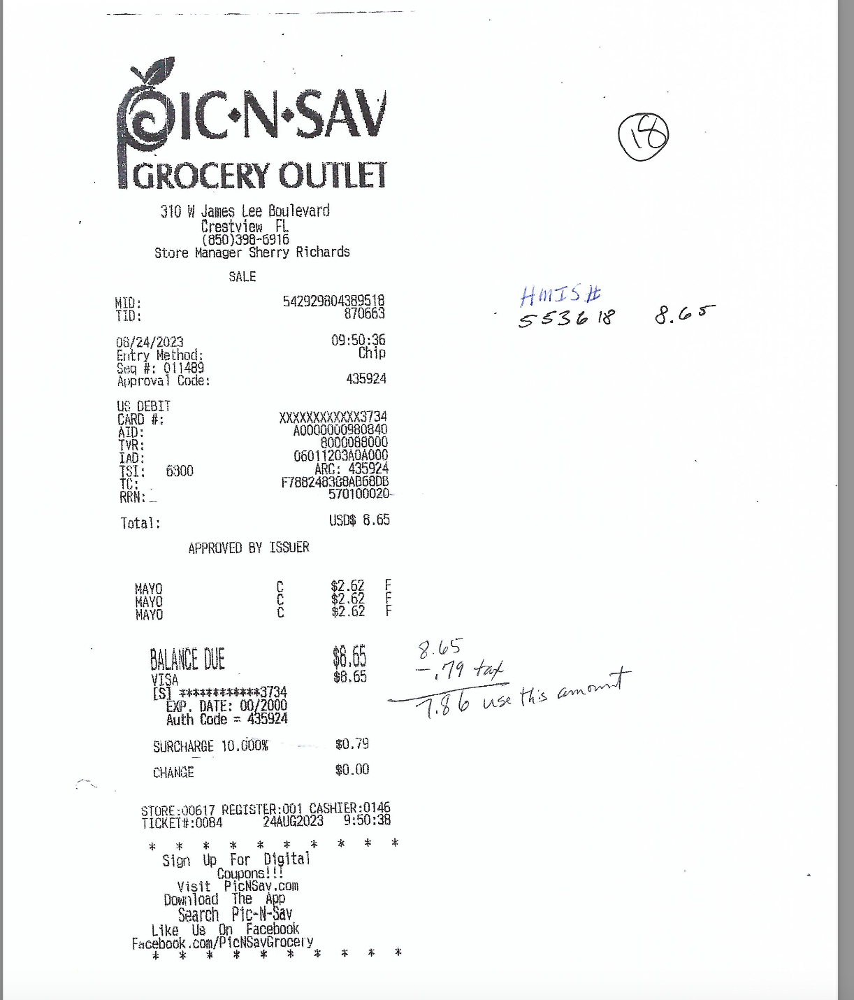 PIC·N·SAV
GROCERY OUTLET
18
310 W James Lee Boulevard
Crestview FL
(850)398-6916
Store Manager Sherry Richards
SALE
HMIS#
553618 8.65
MID: 542929804389518
TID: 870663
08/24/2023 09:50:36
Entry Method: Chip
Seq #: 011489
Approval Code: 435924
US DEBIT
CARD #: XXXXXXXXXXXX3734
AID: A0000000980840
TVR: 8000088000
IAD: 06011203A0A000
TSI: 6800 ARC: 435924
TC: F788248308AB68DB
RRN: 570100020
Total: USD$ 8.65
APPROVED BY ISSUER
MAYO C $2.62 F
MAYO C $2.62 F
MAYO C $2.62 F
BALANCE DUE $8.65
VISA $8.65
[S] ************3734
EXP. DATE: 00/2000
Auth Code = 435924
8.65
-.79 tax
7.86 use this amount
SURCHARGE 10.000% $0.79
CHANGE $0.00
STORE:00617 REGISTER:001 CASHIER:0146
TICKET#:0084 24AUG2023 9:50:38
* * * * * * * * * *
Sign Up For Digital
Coupons!!!
Visit PicNSav.com
Download The App
Search Pic-N-Sav
Like Us On Facebook
Facebook.com/PicNSavGrocery
* * * * * * * * * *